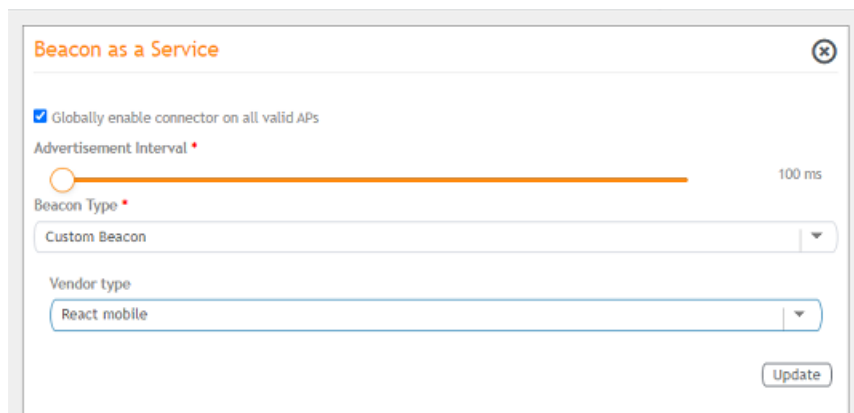 Beacon as a Service
Globally enable connector on all valid APs
Advertisement Interval *
100 ms
Beacon Type *
Custom Beacon
Vendor type
React mobile
Update